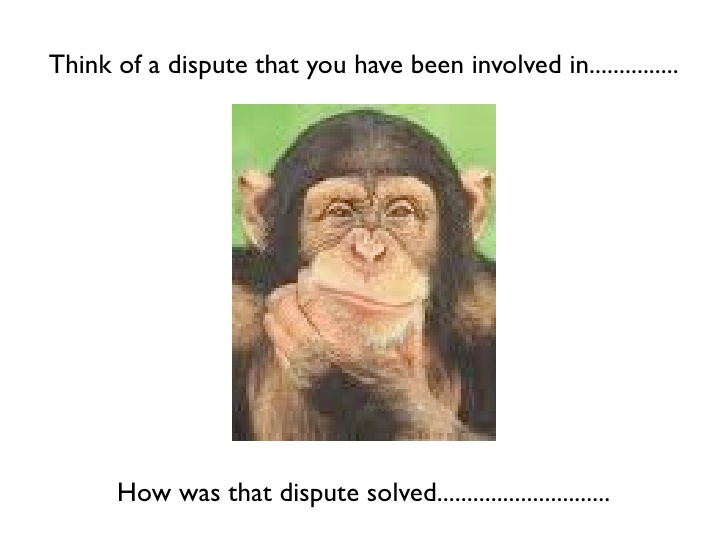 Think of a dispute that you have been involved in...............
How was that dispute solved.............................